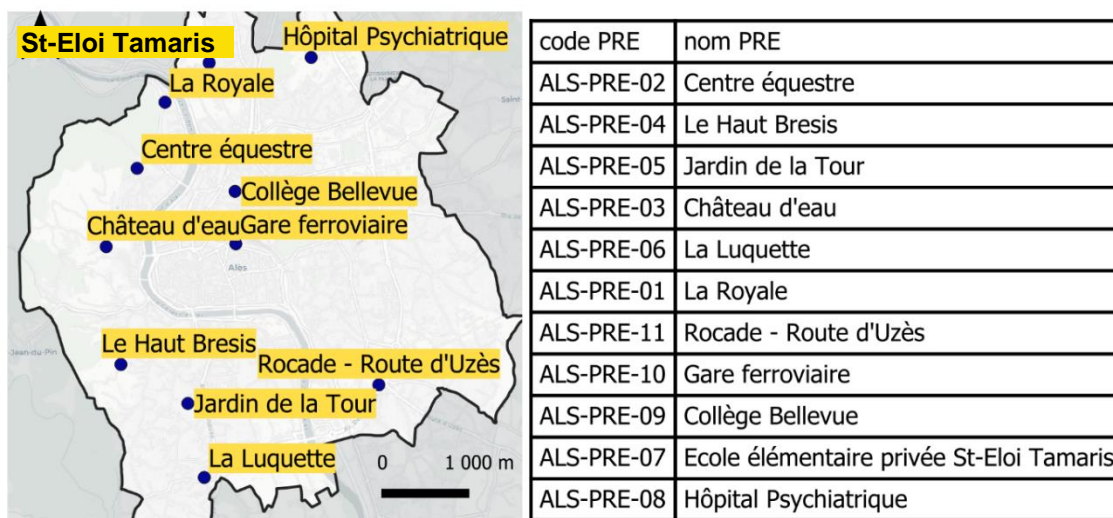 St-Eloi Tamaris
Hôpital Psychiatrique
La Royale
Centre équestre
Collège Bellevue
Château d'eau
Gare ferroviaire
Alès
Le Haut Bresis
Rocade - Route d'Uzès
Jardin de la Tour
La Luquette
0 1 000 m
code PRE nom PRE
ALS-PRE-02 Centre équestre
ALS-PRE-04 Le Haut Bresis
ALS-PRE-05 Jardin de la Tour
ALS-PRE-03 Château d'eau
ALS-PRE-06 La Luquette
ALS-PRE-01 La Royale
ALS-PRE-11 Rocade - Route d'Uzès
ALS-PRE-10 Gare ferroviaire
ALS-PRE-09 Collège Bellevue
ALS-PRE-07 Ecole élémentaire privée St-Eloi Tamaris
ALS-PRE-08 Hôpital Psychiatrique